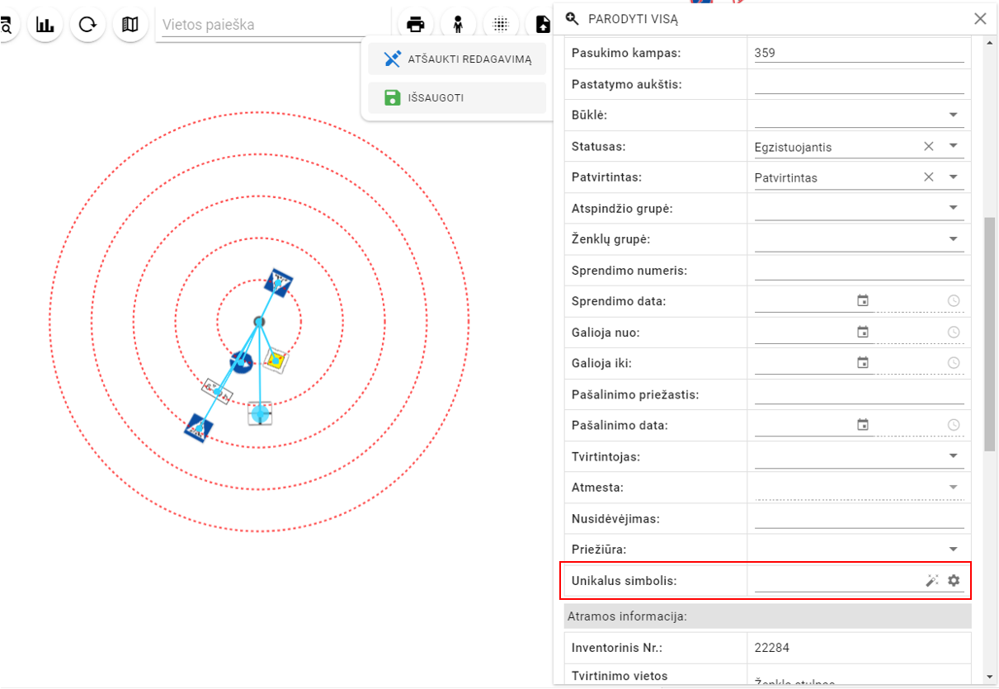 Vietos paieška
ATŠAUKTI REDAGAVIMĄ
IŠSAUGOTI
PARODYTI VISĄ
Pasukimo kampas: 359
Pastatymo aukštis:
Būklė:
Statusas: Egzistuojantis
Patvirtintas: Patvirtintas
Atspindžio grupė:
Ženklų grupė:
Sprendimo numeris:
Sprendimo data:
Galioja nuo:
Galioja iki:
Pašalinimo priežastis:
Pašalinimo data:
Tvirtintojas:
Atmesta:
Nusidėvėjimas:
Priežiūra:
Unikalus simbolis:
Atramos informacija:
Inventorinis Nr.: 22284
Tvirtinimo vietos